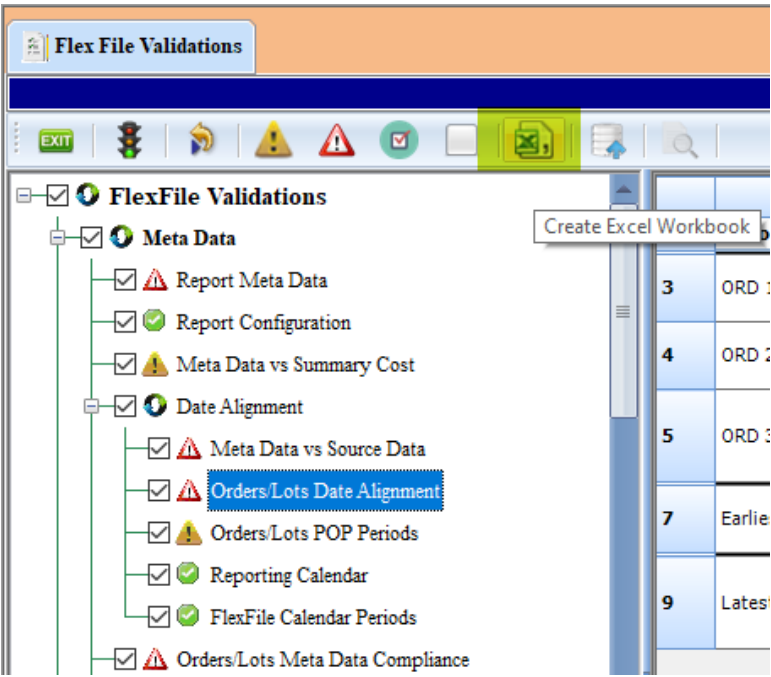 Flex File Validations
EXIT
FlexFile Validations
Create Excel Workbook
Meta Data
Report Meta Data
3 ORD 1
Report Configuration
4 ORD 2
Meta Data vs Summary Cost
Date Alignment
5 ORD 3
Meta Data vs Source Data
Orders/Lots Date Alignment
7 Earlie
Orders/Lots POP Periods
Reporting Calendar
9 Latest
FlexFile Calendar Periods
Orders/Lots Meta Data Compliance